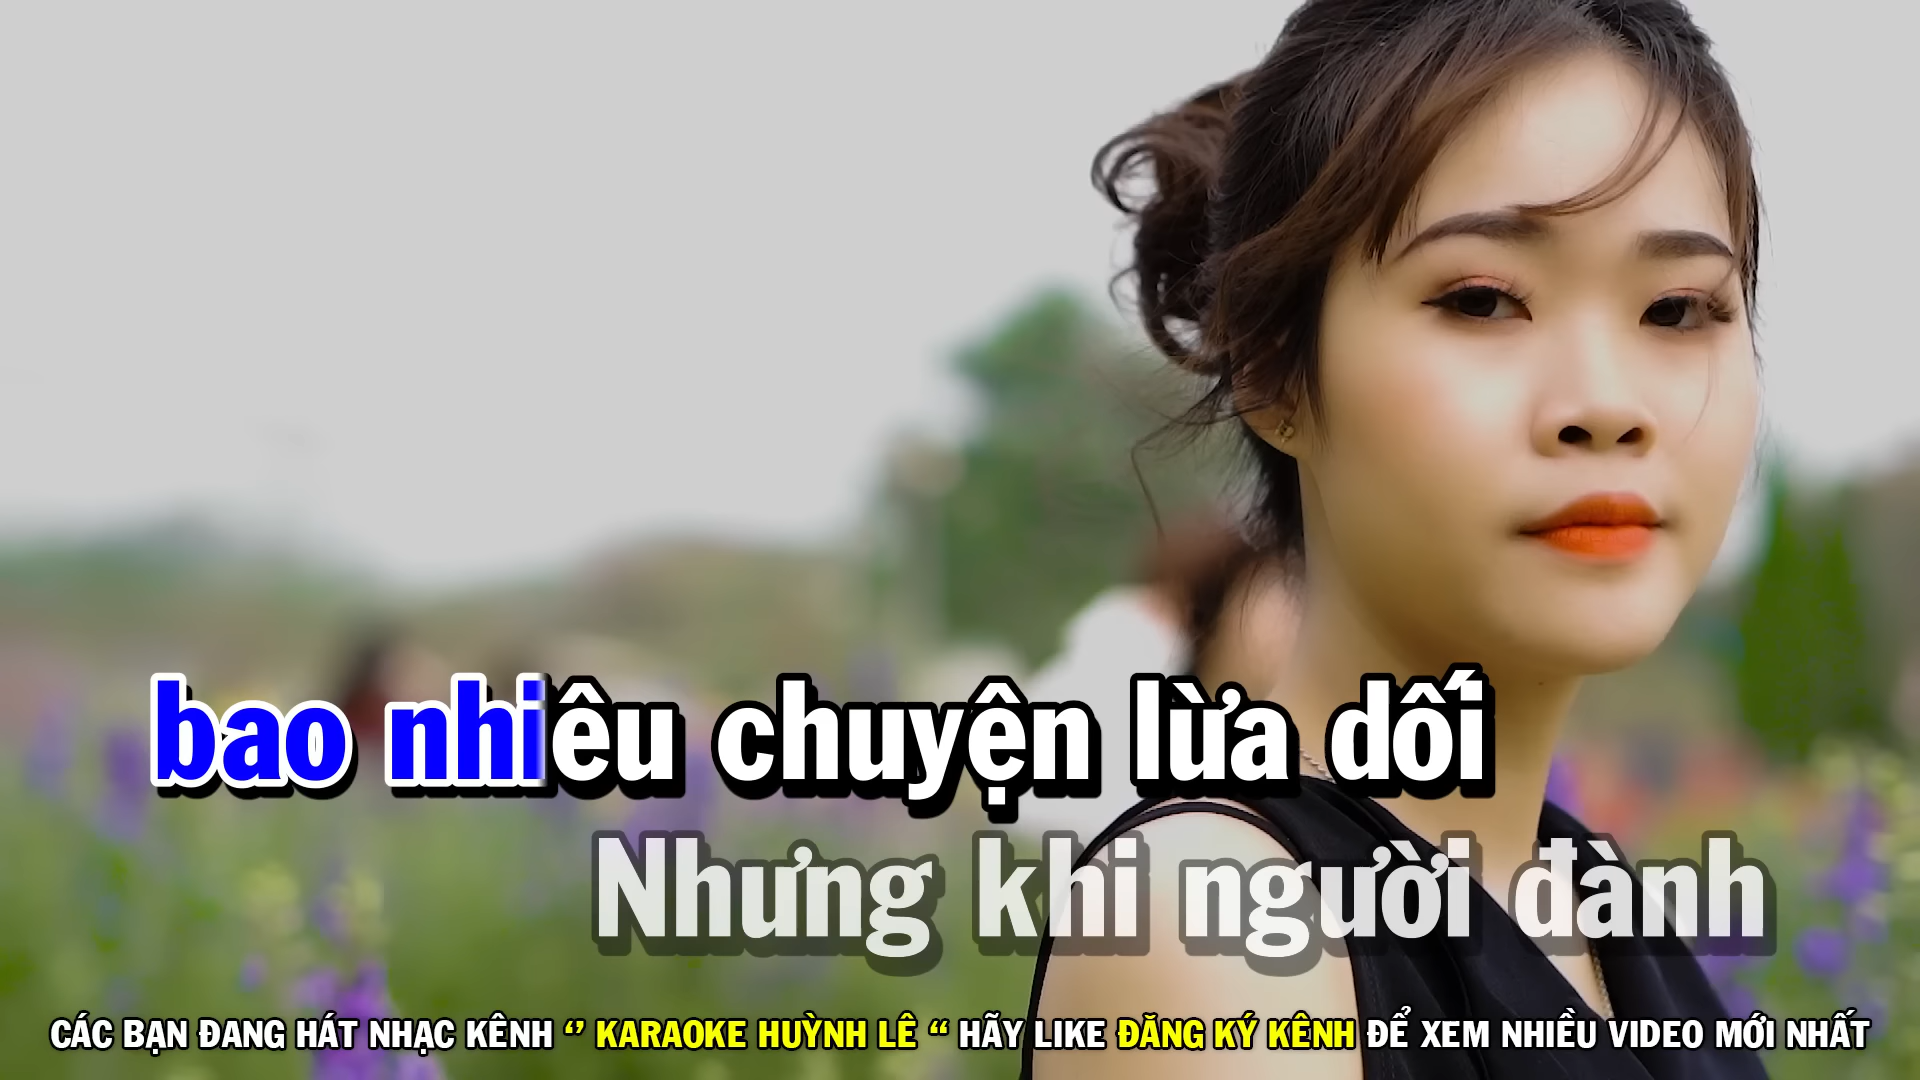 bao nhiêu chuyện lừa dối
Nhưng khi người đành
CÁC BẠN ĐANG HÁT NHẠC KÊNH ‘’ KARAOKE HUỲNH LÊ “ HÃY LIKE ĐĂNG KÝ KÊNH ĐỂ XEM NHIỀU VIDEO MỚI NHẤT